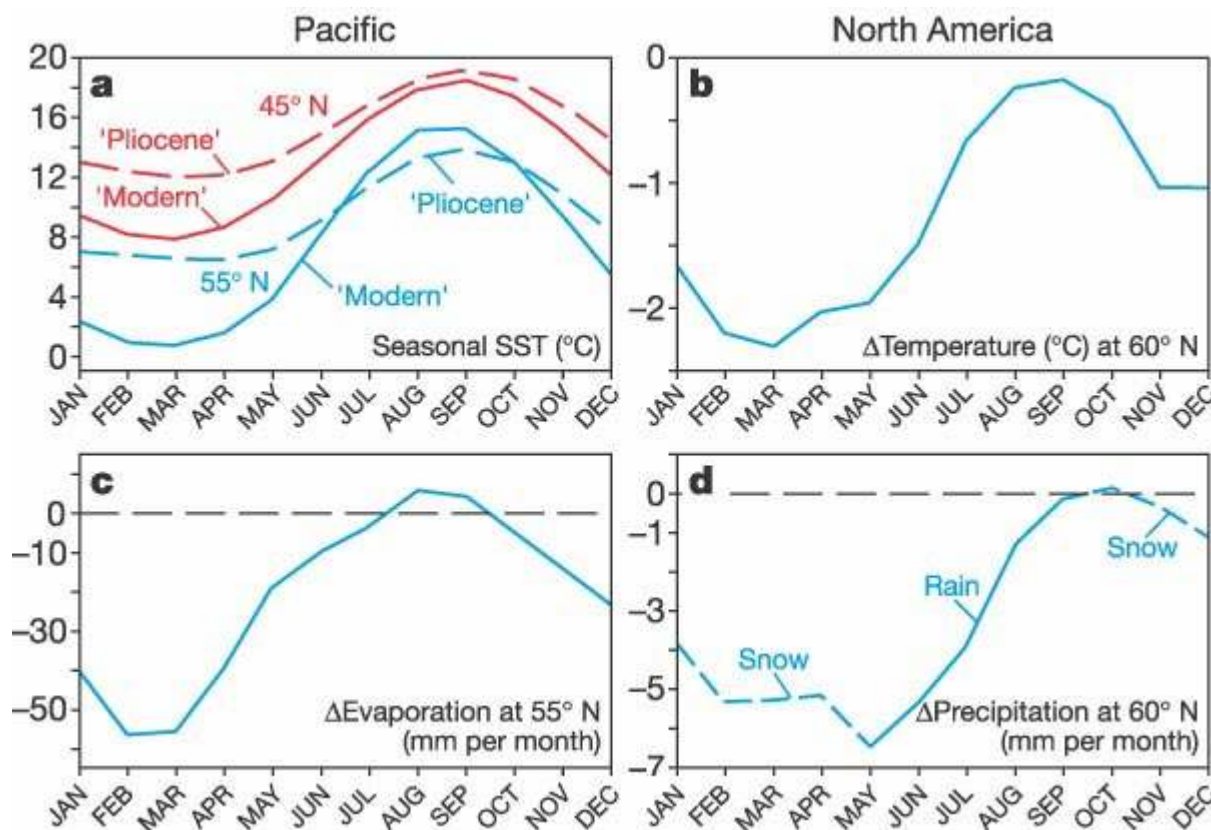 Pacific
North America
a
20
16
12
8
4
0
45° N
'Pliocene'
'Modern'
'Pliocene'
55° N
'Modern'
Seasonal SST (°C)
JAN FEB MAR APR MAY JUN JUL AUG SEP OCT NOV DEC
b
0
−1
−2
ΔTemperature (°C) at 60° N
JAN FEB MAR APR MAY JUN JUL AUG SEP OCT NOV DEC
c
0
−10
−30
−50
ΔEvaporation at 55° N
(mm per month)
JAN FEB MAR APR MAY JUN JUL AUG SEP OCT NOV DEC
d
0
−1
−3
−5
−7
Snow
Rain
Snow
ΔPrecipitation at 60° N
(mm per month)
JAN FEB MAR APR MAY JUN JUL AUG SEP OCT NOV DEC